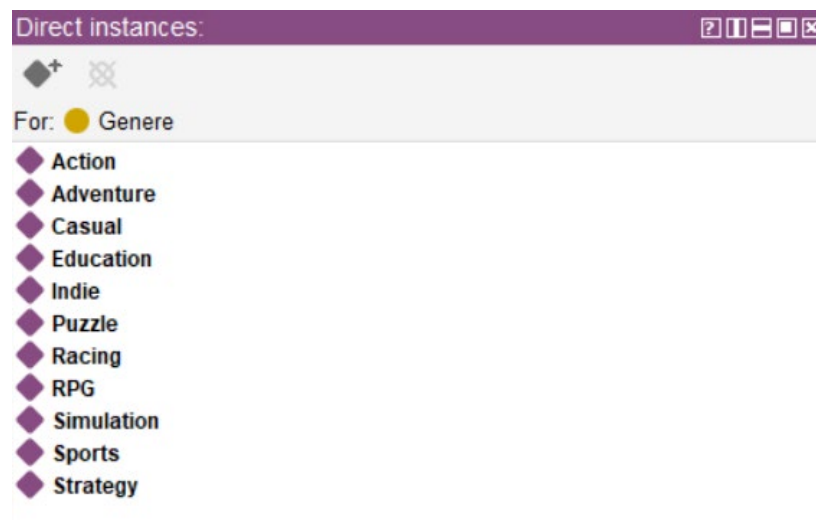 Direct instances:
For: Genere
Action
Adventure
Casual
Education
Indie
Puzzle
Racing
RPG
Simulation
Sports
Strategy